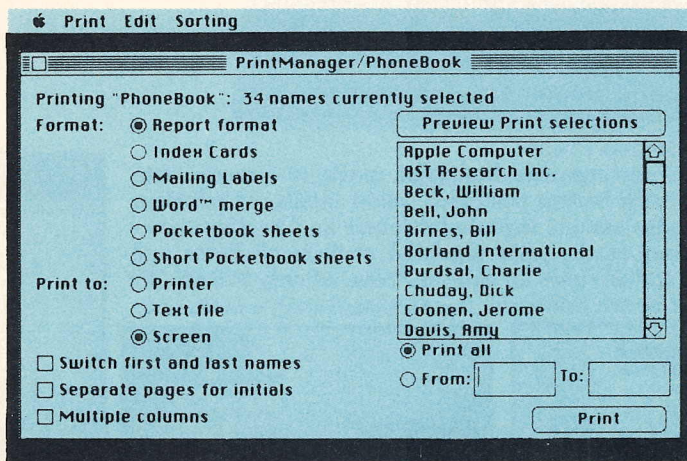 Print Edit Sorting
PrintManager/PhoneBook
Printing "PhoneBook": 34 names currently selected
Format:
Report format
Index Cards
Mailing Labels
Word™ merge
Pocketbook sheets
Short Pocketbook sheets
Print to:
Printer
Text file
Screen
Switch first and last names
Separate pages for initials
Multiple columns
Preview Print selections
Apple Computer
AST Research Inc.
Beck, William
Bell, John
Birnes, Bill
Borland International
Burdsal, Charlie
Chuday, Dick
Coonen, Jerome
Davis, Amy
Print all
From: To:
Print